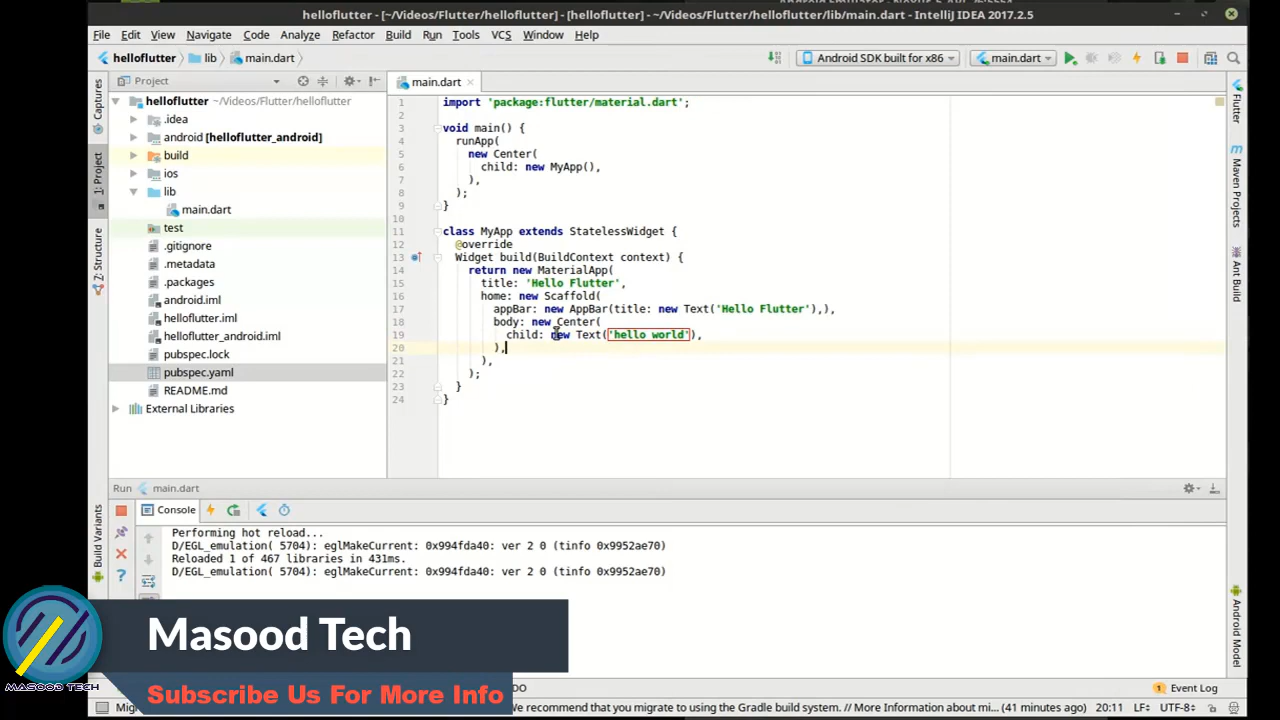 helloflutter - [~/Videos/Flutter/helloflutter] - [helloflutter] - ~/Videos/Flutter/helloflutter/lib/main.dart - IntelliJ IDEA 2017.2.5
File Edit View Navigate Code Analyze Refactor Build Run Tools VCS Window Help
helloflutter lib main.dart Android SDK built for x86 main.dart
Project main.dart
Captures
1: Project
7: Structure
Build Variants
helloflutter ~/Videos/Flutter/helloflutter
.idea
android [helloflutter_android]
build
ios
lib
main.dart
test
.gitignore
.metadata
.packages
android.iml
helloflutter.iml
helloflutter_android.iml
pubspec.lock
pubspec.yaml
README.md
External Libraries
1 import 'package:flutter/material.dart';
2
3 void main() {
4 runApp(
5 new Center(
6 child: new MyApp(),
7 ),
8 );
9 }
10
11 class MyApp extends StatelessWidget {
12 @override
13 Widget build(BuildContext context) {
14 return new MaterialApp(
15 title: 'Hello Flutter',
16 home: new Scaffold(
17 appBar: new AppBar(title: new Text('Hello Flutter'),),
18 body: new Center(
19 child: new Text('hello world'),
20 ),
21 ),
22 );
23 }
24 }
Flutter
Maven Projects
Ant Build
Android Model
Run main.dart
Console
Performing hot reload...
D/EGL_emulation( 5704): eglMakeCurrent: 0x994fda40: ver 2 0 (tinfo 0x9952ae70)
Reloaded 1 of 467 libraries in 431ms.
D/EGL_emulation( 5704): eglMakeCurrent: 0x994fda40: ver 2 0 (tinfo 0x9952ae70)
Masood Tech
MASOOD TECH
Subscribe Us For More Info
Event Log
We recommend that you migrate to using the Gradle build system. // More Information about mi... (41 minutes ago) 20:11 LF÷ UTF-8÷